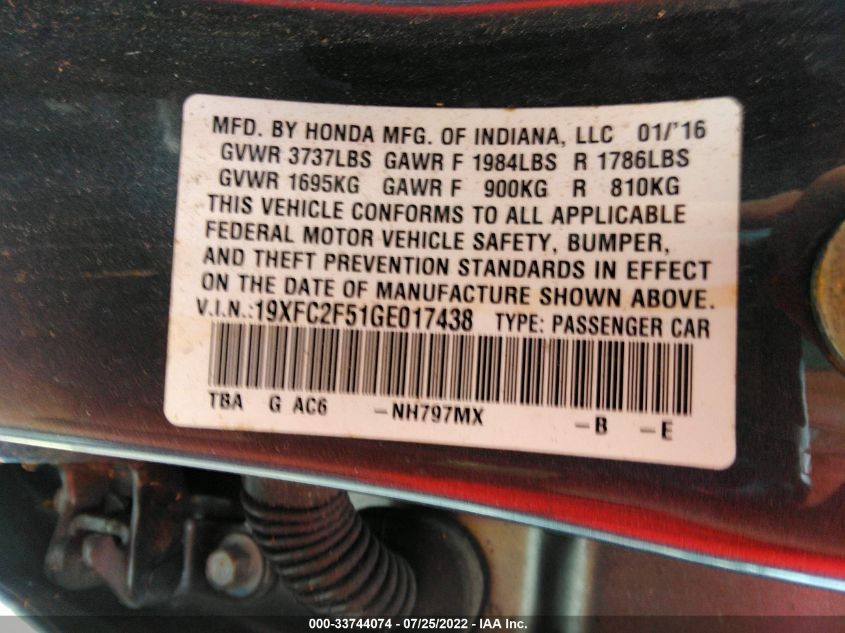 MFD. BY HONDA MFG. OF INDIANA, LLC 01/'16
GVWR 3737LBS GAWR F 1984LBS R 1786LBS
GVWR 1695KG GAWR F 900KG R 810KG
THIS VEHICLE CONFORMS TO ALL APPLICABLE
FEDERAL MOTOR VEHICLE SAFETY, BUMPER,
AND THEFT PREVENTION STANDARDS IN EFFECT
ON THE DATE OF MANUFACTURE SHOWN ABOVE.
V.I.N.:19XFC2F51GE017438 TYPE: PASSENGER CAR
TBA G AC6 -NH797MX -B -E
000-33744074 - 07/25/2022 - IAA Inc.